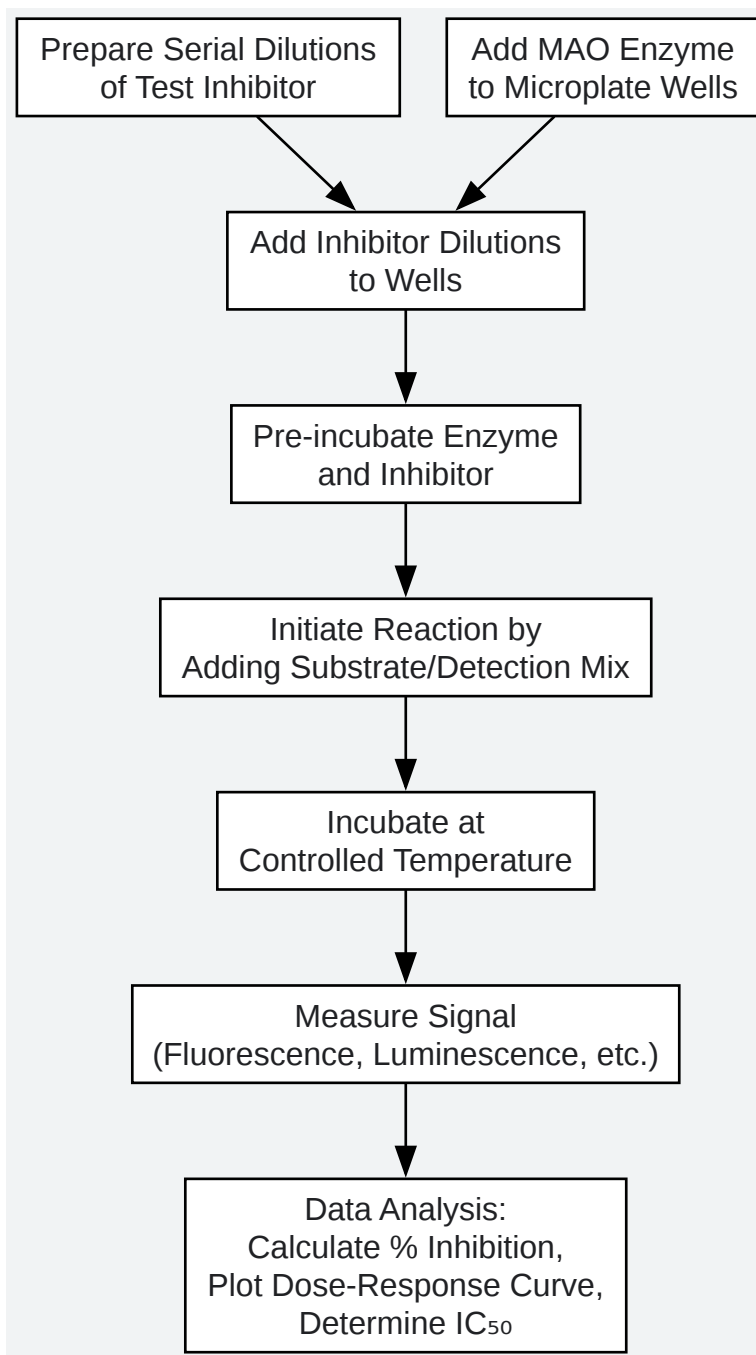 Prepare Serial Dilutions
of Test Inhibitor
Add MAO Enzyme
to Microplate Wells
Add Inhibitor Dilutions
to Wells
Pre-incubate Enzyme
and Inhibitor
Initiate Reaction by
Adding Substrate/Detection Mix
Incubate at
Controlled Temperature
Measure Signal
(Fluorescence, Luminescence, etc.)
Data Analysis:
Calculate % Inhibition,
Plot Dose-Response Curve,
Determine IC₅₀